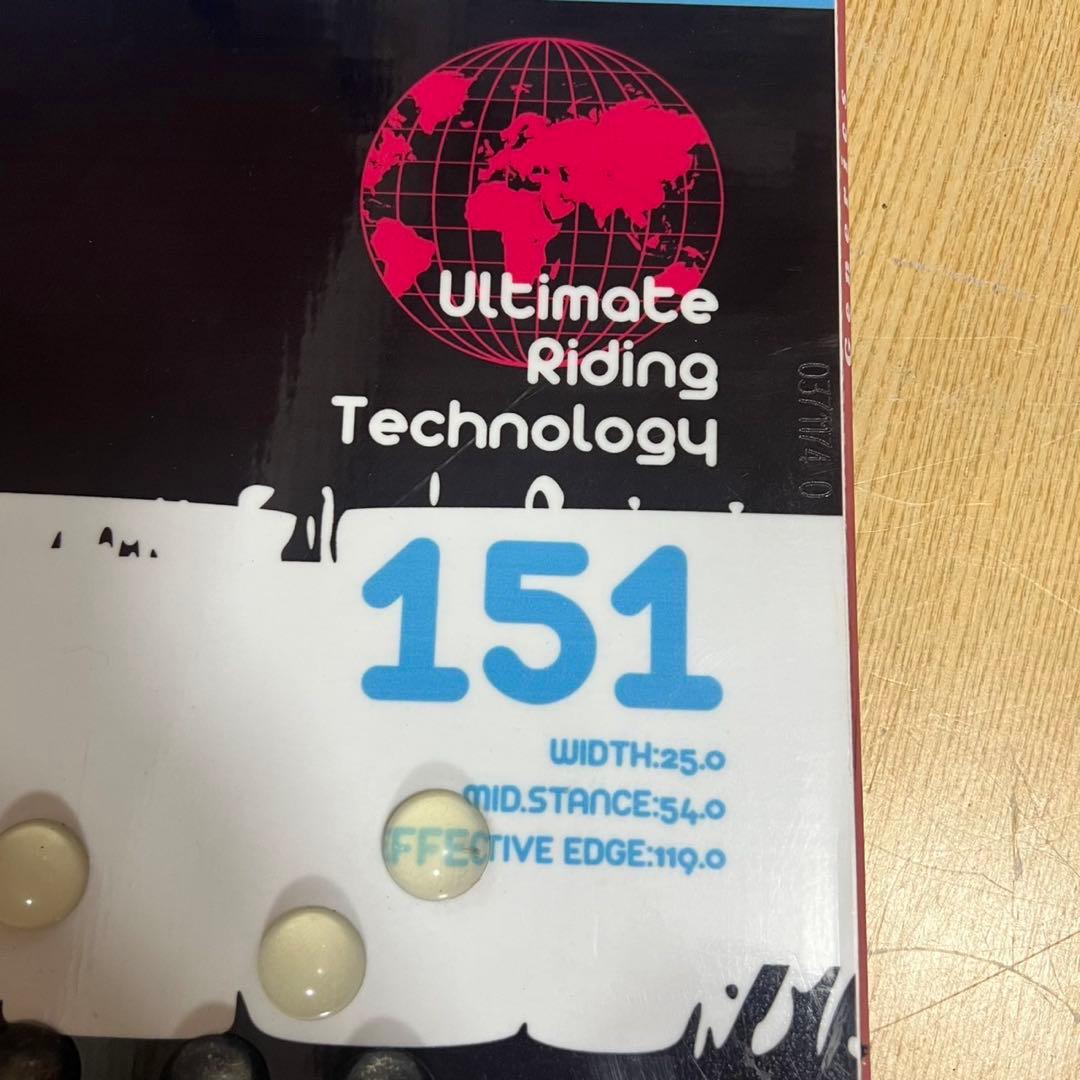 Ultimate
Riding
Technology
151
WIDTH:25.0
MID.STANCE:54.0
EFFECTIVE EDGE:119.0